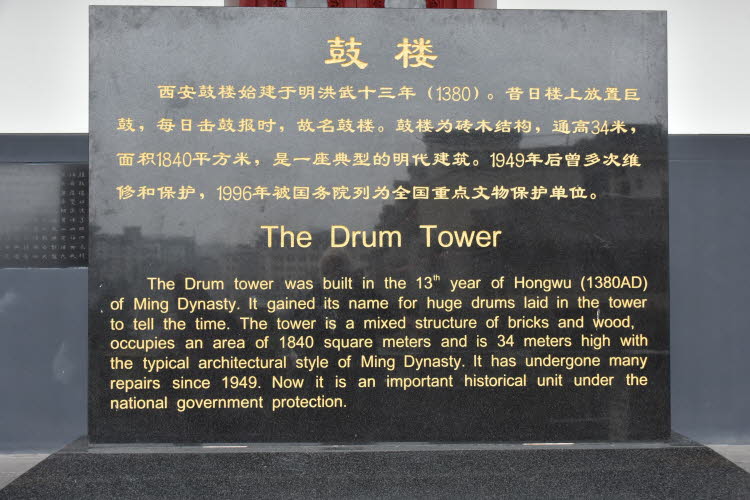 鼓楼
西安鼓楼始建于明洪武十三年（1380）。昔日楼上放置巨
鼓，每日击鼓报时，故名鼓楼。鼓楼为砖木结构，通高34米，
面积1840平方米，是一座典型的明代建筑。1949年后曾多次维
修和保护，1996年被国务院列为全国重点文物保护单位。
The Drum Tower
The Drum tower was built in the 13th year of Hongwu (1380AD)
of Ming Dynasty. It gained its name for huge drums laid in the tower
to tell the time. The tower is a mixed structure of bricks and wood,
occupies an area of 1840 square meters and is 34 meters high with
the typical architectural style of Ming Dynasty. It has undergone many
repairs since 1949. Now it is an important historical unit under the
national government protection.